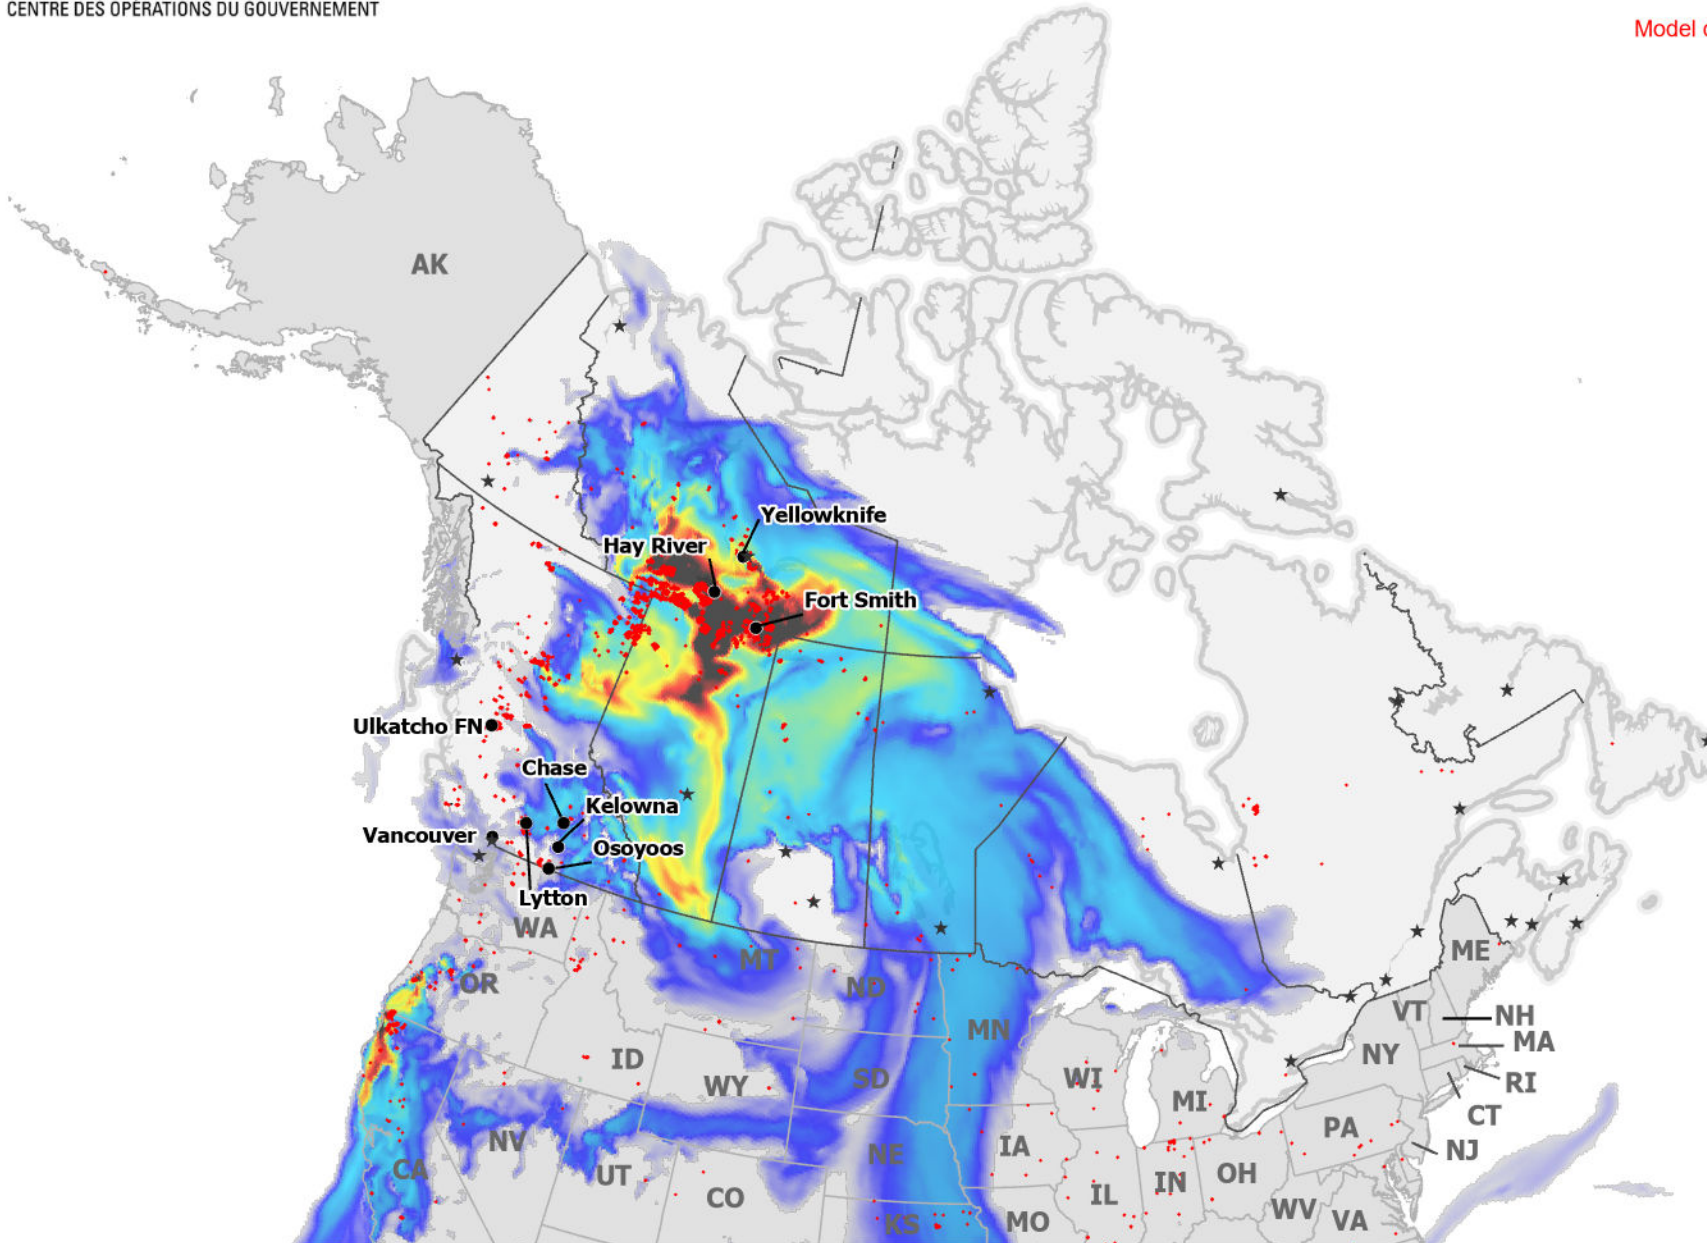 CENTRE DES OPÉRATIONS DU GOUVERNEMENT
Model
AK
Yellowknife
Hay River
Fort Smith
Ulkatcho FN
Chase
Kelowna
Vancouver
Osoyoos
Lytton
WA
ME
MT
OR
ND
VT
NH
MN
MA
NY
ID
SD
WI
RI
WY
MI
CT
PA
NV
IA
NJ
NE
CA
UT
OH
IN
CO
IL
WV
MO
VA
KS